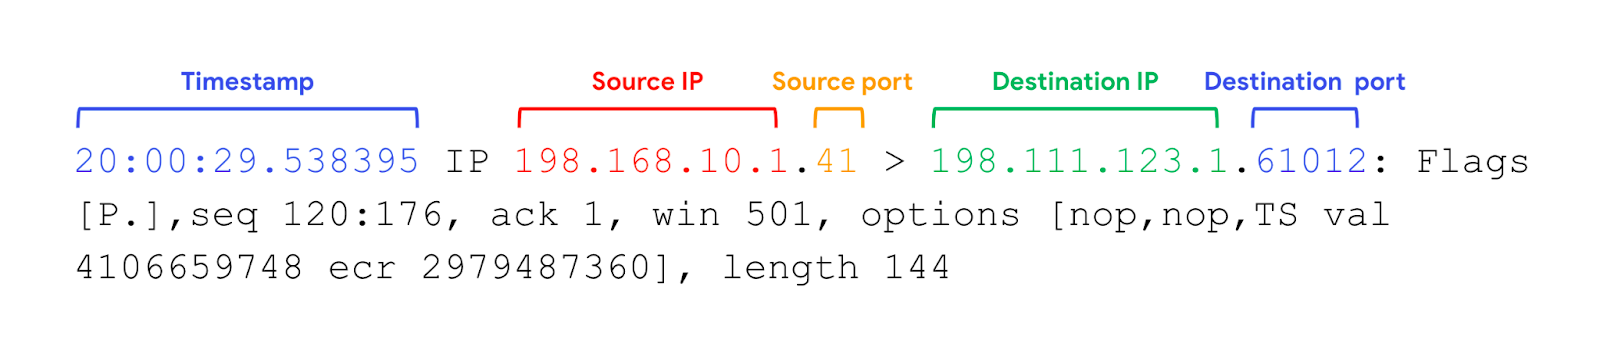 Timestamp Source IP Source port Destination IP Destination port
20:00:29.538395 IP 198.168.10.1.41 > 198.111.123.1.61012: Flags
[P.],seq 120:176, ack 1, win 501, options [nop,nop,TS val
4106659748 ecr 2979487360], length 144